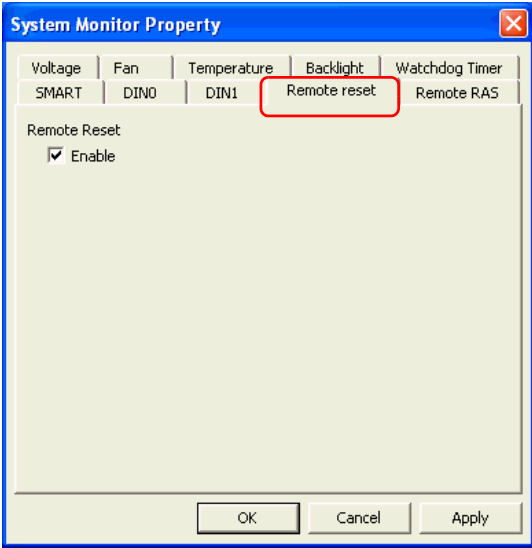 System Monitor Property
Voltage Fan Temperature Backlight Watchdog Timer
SMART DIN0 DIN1 Remote reset Remote RAS
Remote Reset
Enable
OK Cancel Apply